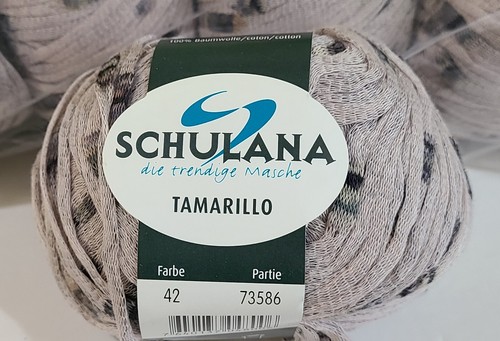 100% Baumwolle/coton/cotton
SCHULANA
die trendige Masche
TAMARILLO
Farbe Partie
42 73586